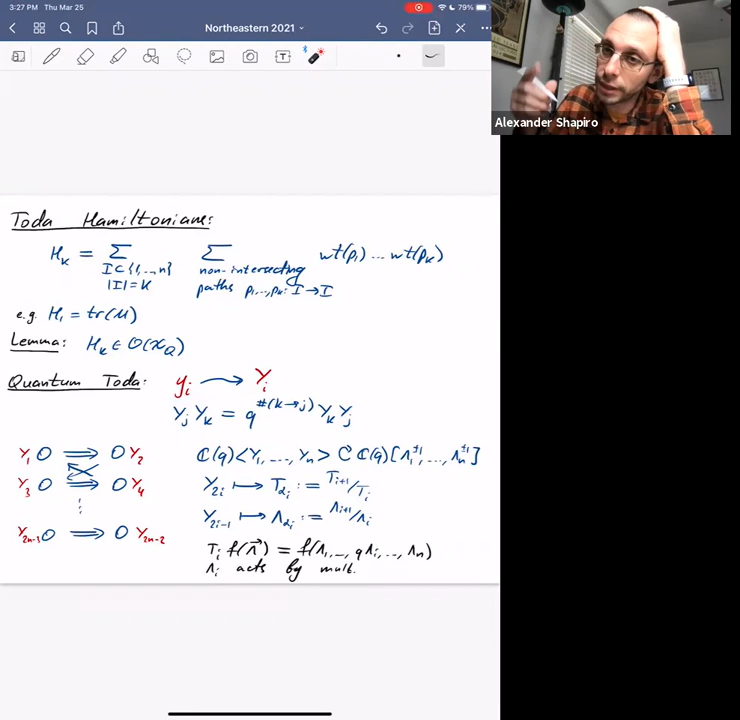 3:27 PM Thu Mar 25
79%
Northeastern 2021
Alexander Shapiro
Toda Hamiltonians:
H_k = Σ_{I⊂{1,…,n} |I|=k} Σ_{non-intersecting paths p_1,…,p_k: I→I} wt(p_1) … wt(p_k)
e.g. H_1 = tr(M)
Lemma: H_k ∈ O(X_Q)
Quantum Toda: y_i → Y_i
Y_j Y_k = q^{#(k→j)} Y_k Y_j
Y_1 O ⇒ O Y_2
ℂ(q)<Y_1, …, Y_n> ↻ ℂ(q)[Λ_1^{±1}, …, Λ_n^{±1}]
Y_3 O ⇒ O Y_4
Y_{2i} ↦ T_{α_i} := T_{i+1}/T_i
⋮
Y_{2i-1} ↦ Λ_{α_i} := Λ_{i+1}/Λ_i
Y_{2n-3} O ⇒ O Y_{2n-2}
T_i f(Λ⃗) = f(Λ_1, …, qΛ_i, …, Λ_n)
Λ_i acts by mult.